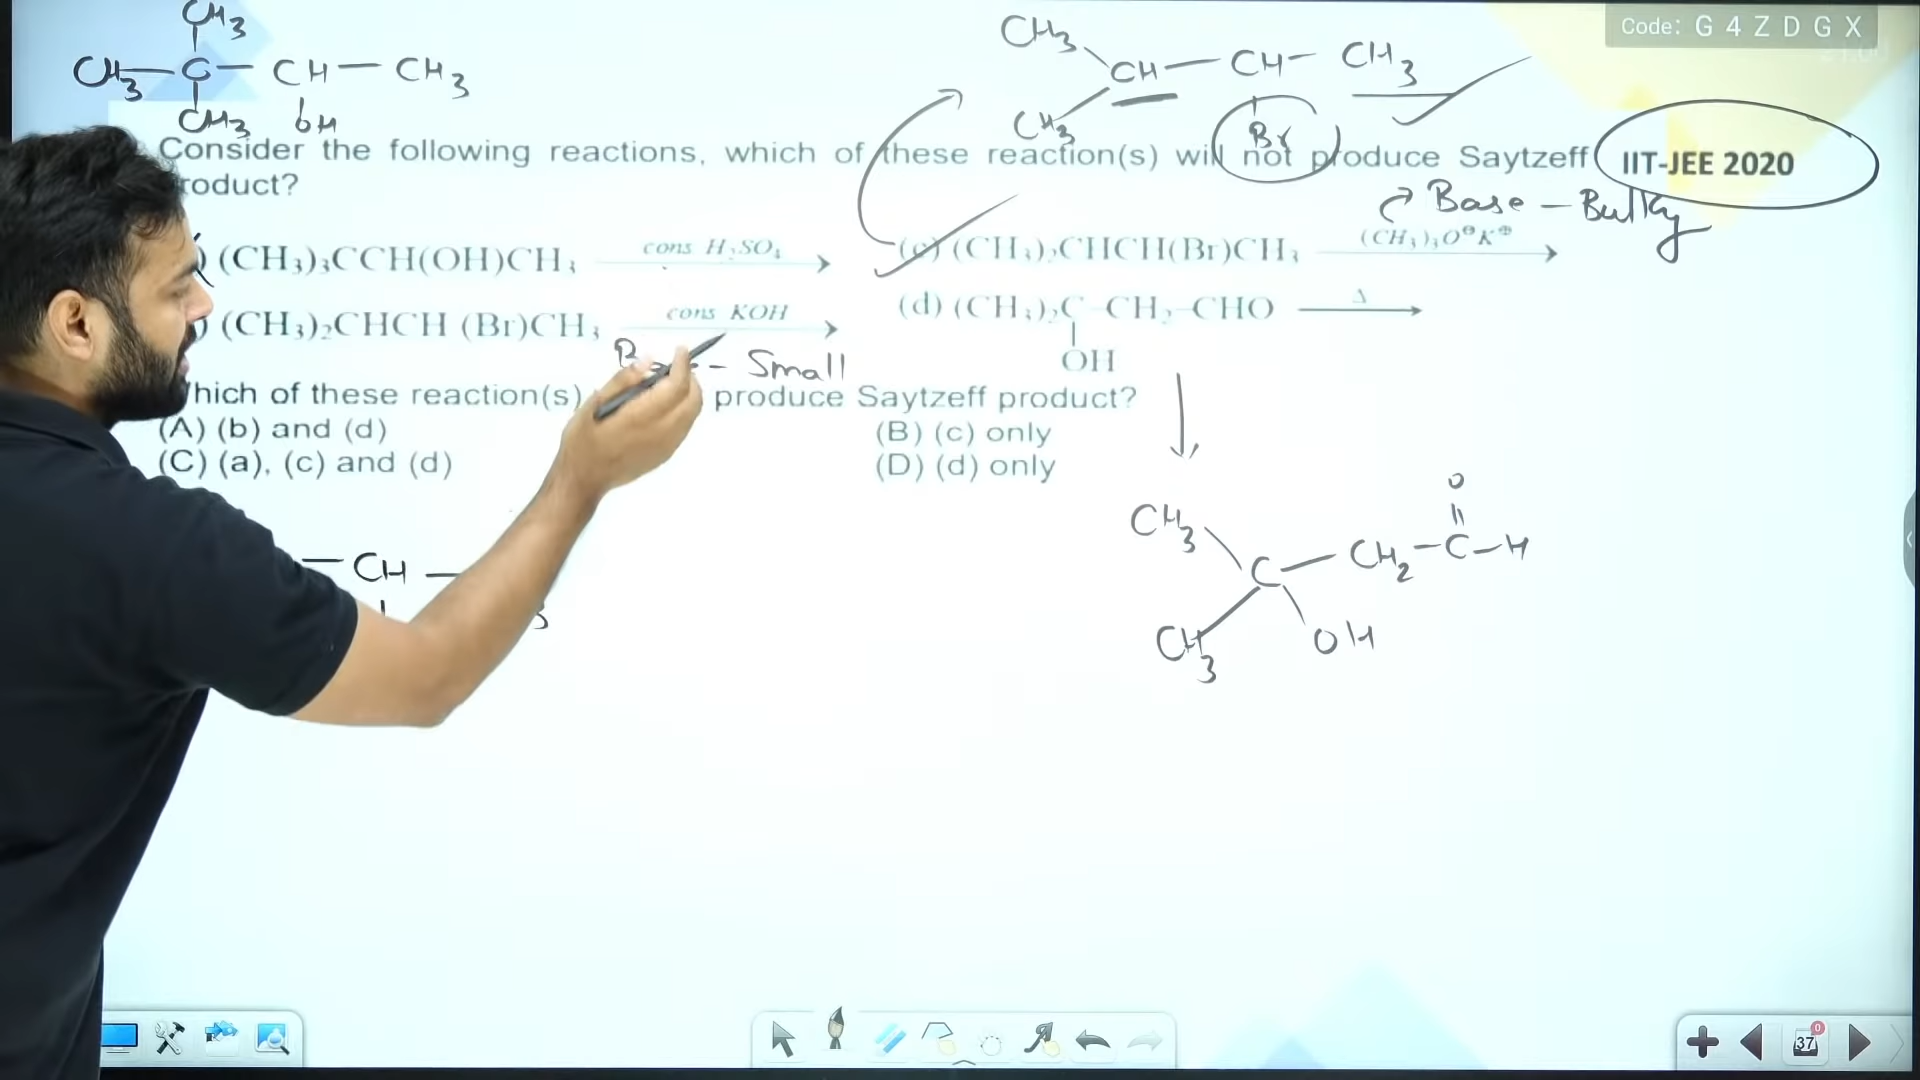 Code: G 4 Z D G X
CH3
CH3 — C — CH — CH3
CH3 OH
CH3
CH — CH — CH3
CH3 Br
Consider the following reactions, which of these reaction(s) will not produce Saytzeff IIT-JEE 2020
roduct?
Base – Bulky
) (CH₃)₃CCH(OH)CH₃ cons H₂SO₄
(c) (CH₃)₂CHCH(Br)CH₃ (CH₃)₃O⊖K⊕
) (CH₃)₂CHCH (Br)CH₃ cons KOH
(d) (CH₃)₂C–CH₂–CHO Δ
OH
– Small
hich of these reaction(s) produce Saytzeff product?
(A) (b) and (d)
(B) (c) only
(C) (a), (c) and (d)
(D) (d) only
O
CH3
C — CH2 – C – H
CH3 OH
— CH —
3
37
0